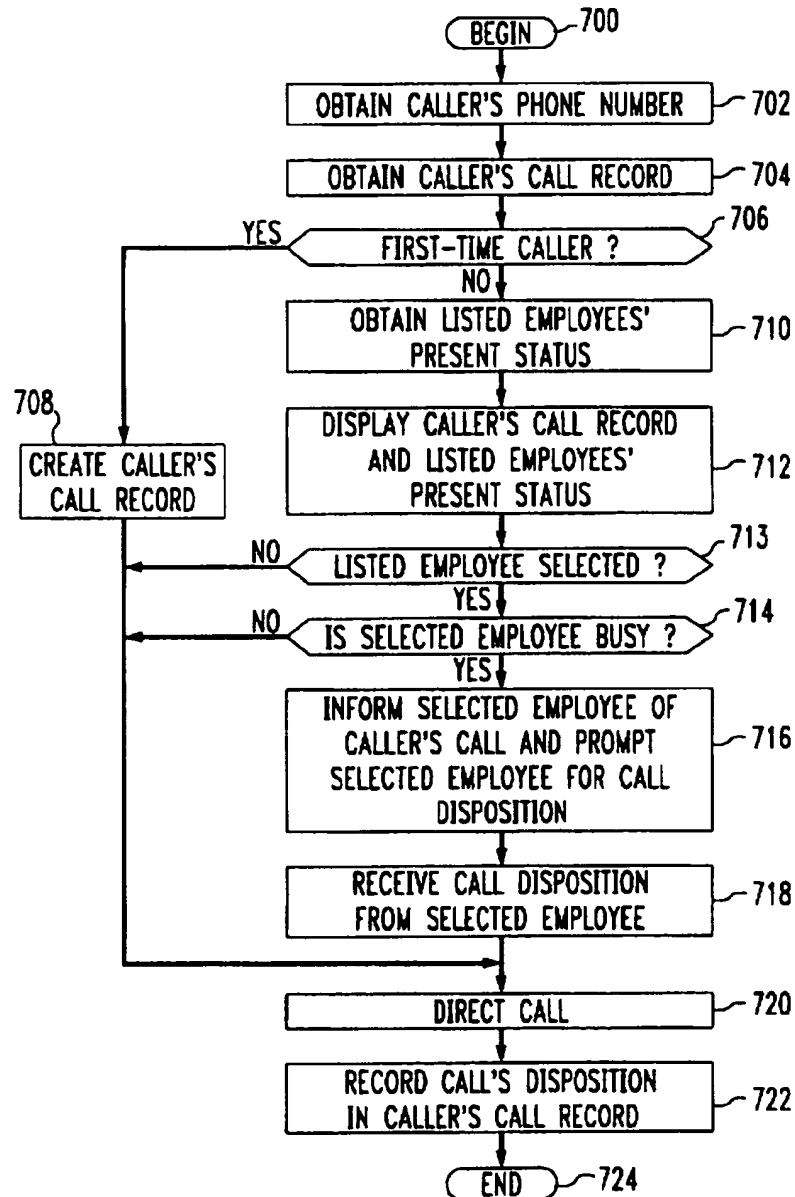 BEGIN
700
OBTAIN CALLER'S PHONE NUMBER
702
OBTAIN CALLER'S CALL RECORD
704
706
YES
FIRST-TIME CALLER ?
NO
OBTAIN LISTED EMPLOYEES'
PRESENT STATUS
710
708
CREATE CALLER'S
CALL RECORD
DISPLAY CALLER'S CALL RECORD
AND LISTED EMPLOYEES'
PRESENT STATUS
712
713
NO
LISTED EMPLOYEE SELECTED ?
YES
714
NO
IS SELECTED EMPLOYEE BUSY ?
YES
INFORM SELECTED EMPLOYEE OF
CALLER'S CALL AND PROMPT
SELECTED EMPLOYEE FOR CALL
DISPOSITION
716
RECEIVE CALL DISPOSITION
FROM SELECTED EMPLOYEE
718
DIRECT CALL
720
RECORD CALL'S DISPOSITION
IN CALLER'S CALL RECORD
722
END
724